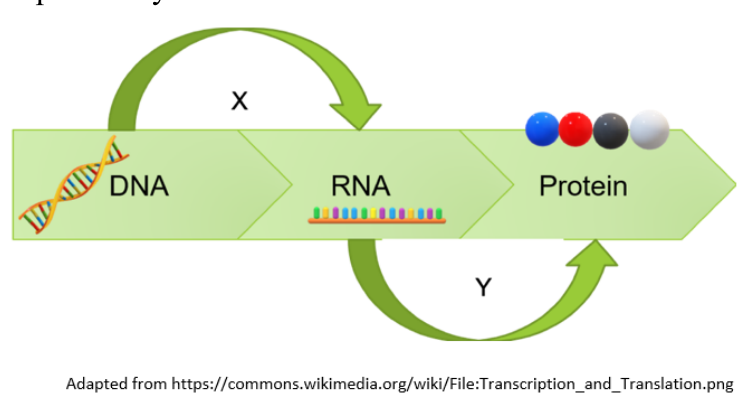 X
DNA
RNA
Protein
Y
Adapted from https://commons.wikimedia.org/wiki/File:Transcription_and_Translation.png